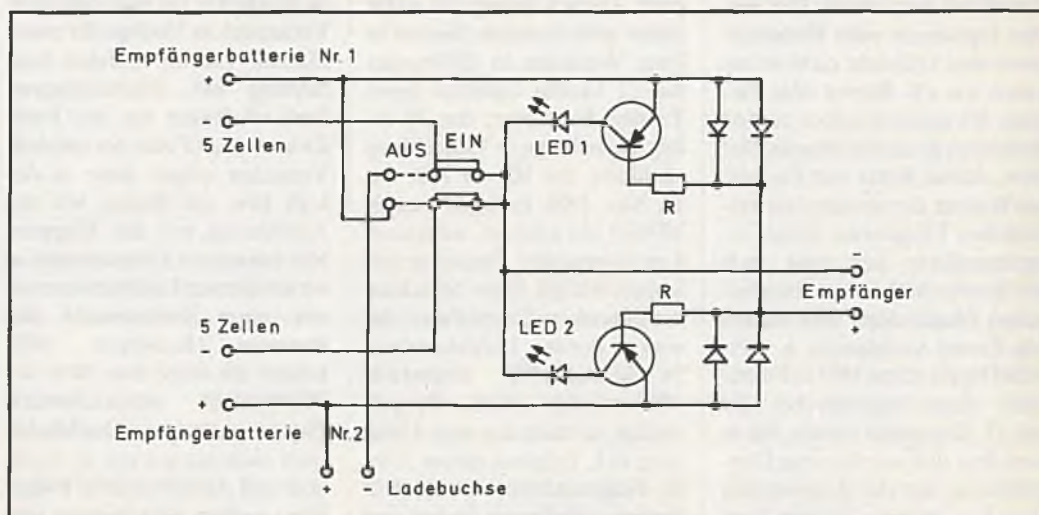 Empfängerbatterie Nr. 1
+
-
5 Zellen
AUS
EIN
LED 1
R
-
Empfänger
+
R
LED 2
5 Zellen
-
+
Empfängerbatterie Nr. 2
+ - Ladebuchse